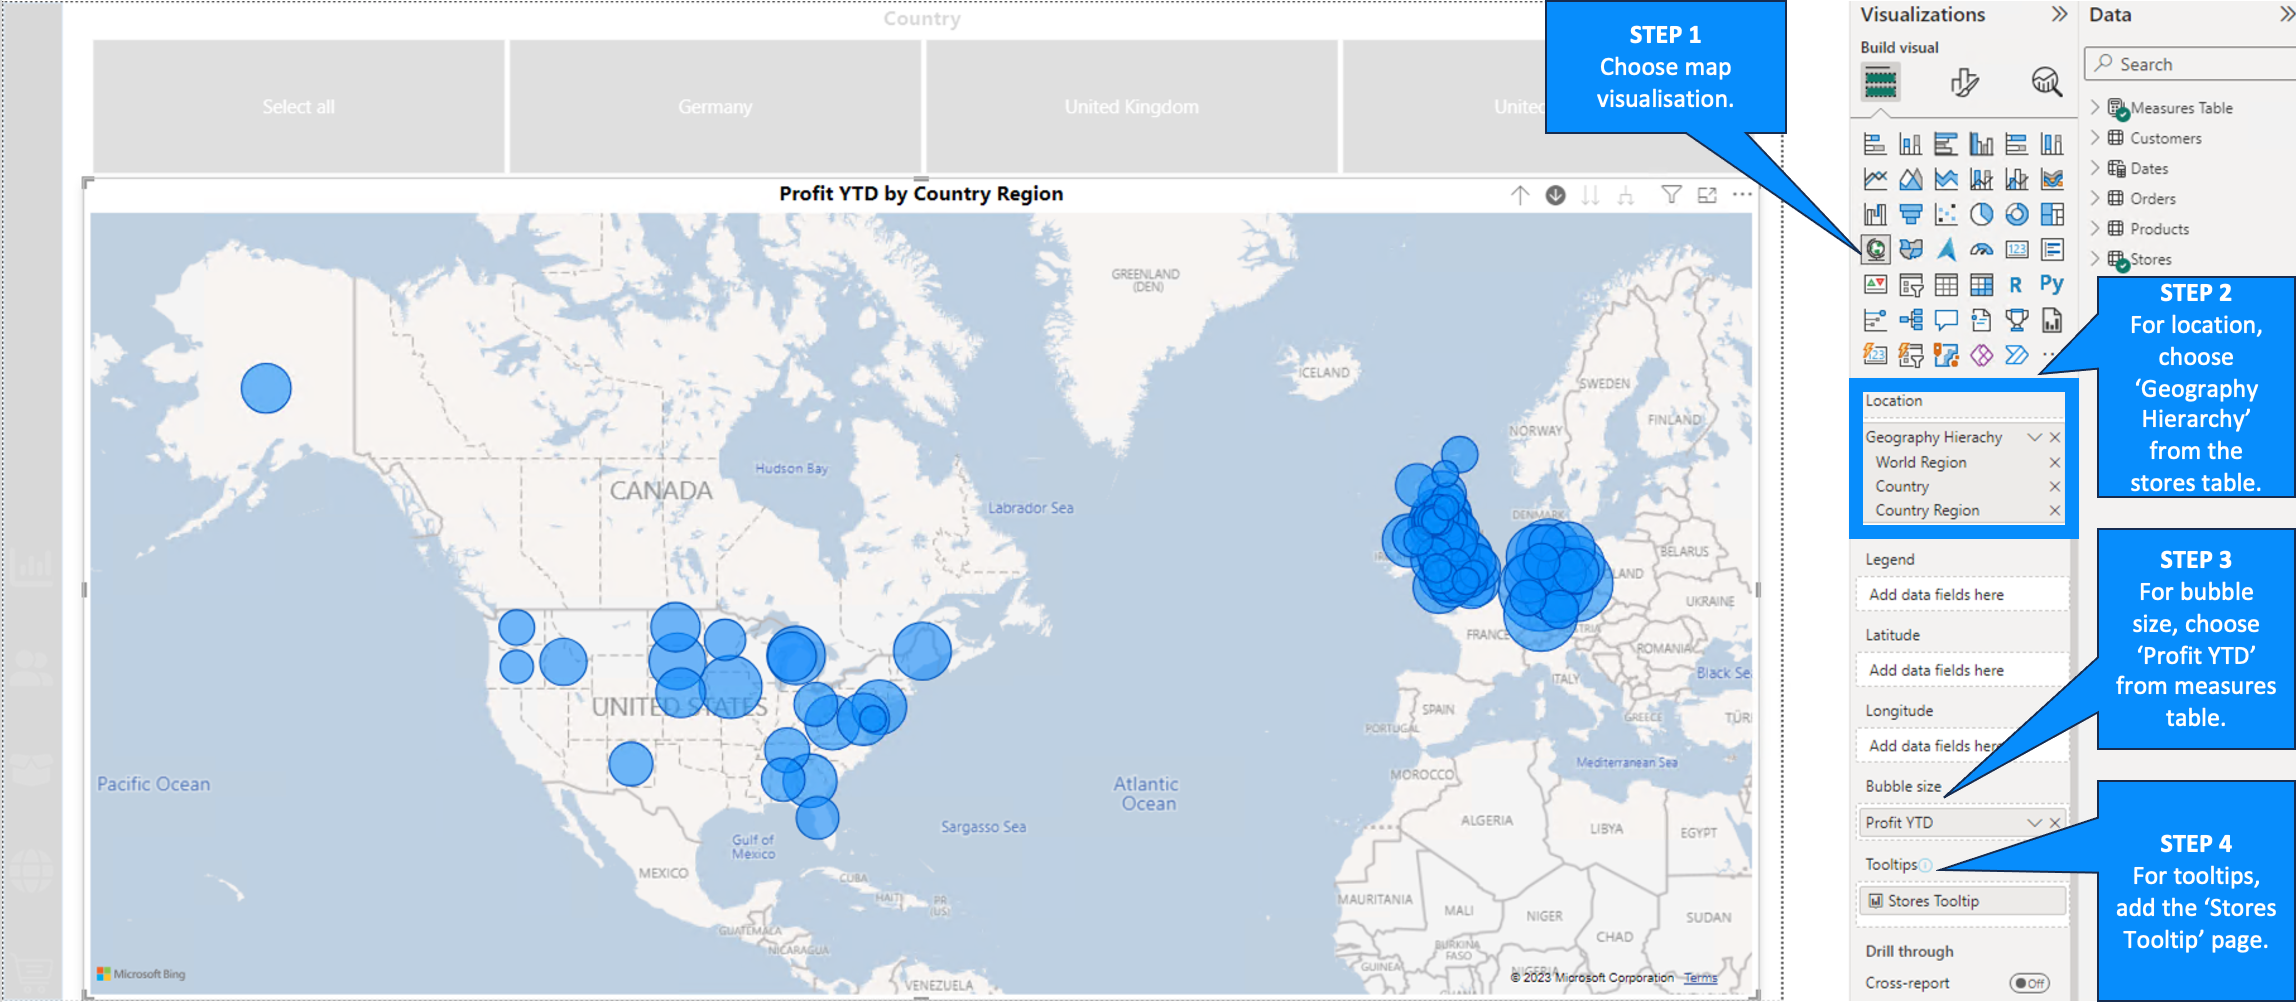 Country
Select all
Germany
United Kingdom
United
Profit YTD by Country Region
GREENLAND
(DEN)
ICELAND
SWEDEN
FINLAND
NORWAY
Hudson Bay
CANADA
Labrador Sea
DENMARK
BELARUS
LAND
UKRAINE
FRANCE
ROMANIA
Black Se
UNITED STATES
ITALY
SPAIN
GREECE
TÜR
PORTUGAL
Pacific Ocean
Atlantic
Ocean
Mediterranean Sea
MOROCCO
Sargasso Sea
ALGERIA
LIBYA
EGYPT
Gulf of
Mexico
MEXICO
CUBA
HAITI
PR
(US)
MAURITANIA
MALI
NIGER
SUDAN
CHAD
GUATEMALA
NICARAGUA
BURKINA
FASO
GUINEA
NIGERIA
VENEZUELA
Microsoft Bing
© 2023 Microsoft Corporation Terms
STEP 1
Choose map
visualisation.
Visualizations
Build visual
123
R
Py
123
Location
Geography Hierachy
World Region
Country
Country Region
Legend
Add data fields here
Latitude
Add data fields here
Longitude
Add data fields here
Bubble size
Profit YTD
Tooltips
Stores Tooltip
Drill through
Cross-report
Off
Data
Search
Measures Table
Customers
Dates
Orders
Products
Stores
STEP 2
For location,
choose
‘Geography
Hierarchy’
from the
stores table.
STEP 3
For bubble
size, choose
‘Profit YTD’
from measures
table.
STEP 4
For tooltips,
add the ‘Stores
Tooltip’ page.